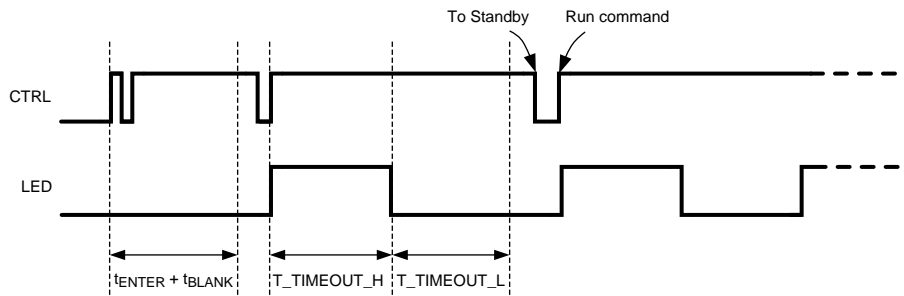 To Standby
Run command
CTRL
LED
tENTER + tBLANK
T_TIMEOUT_H
T_TIMEOUT_L